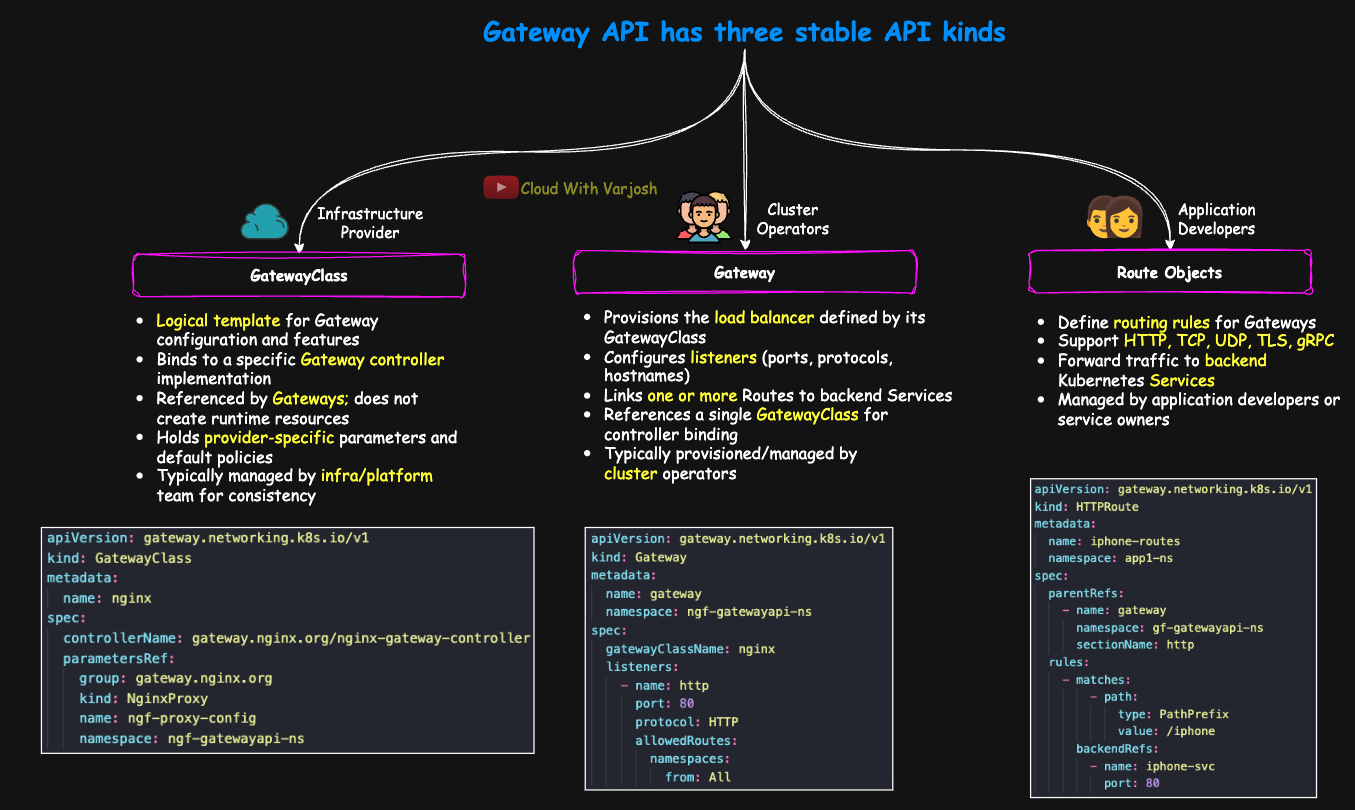 Gateway API has three stable API kinds
Cloud With Varjosh
Infrastructure
Provider
GatewayClass
• Logical template for Gateway
configuration and features
• Binds to a specific Gateway controller
implementation
• Referenced by Gateways; does not
create runtime resources
• Holds provider-specific parameters and
default policies
• Typically managed by infra/platform
team for consistency
apiVersion: gateway.networking.k8s.io/v1
kind: GatewayClass
metadata:
  name: nginx
spec:
  controllerName: gateway.nginx.org/nginx-gateway-controller
  parametersRef:
    group: gateway.nginx.org
    kind: NginxProxy
    name: ngf-proxy-config
    namespace: ngf-gatewayapi-ns
Cluster
Operators
Gateway
• Provisions the load balancer defined by its
GatewayClass
• Configures listeners (ports, protocols,
hostnames)
• Links one or more Routes to backend Services
• References a single GatewayClass for
controller binding
• Typically provisioned/managed by
cluster operators
apiVersion: gateway.networking.k8s.io/v1
kind: Gateway
metadata:
  name: gateway
  namespace: ngf-gatewayapi-ns
spec:
  gatewayClassName: nginx
  listeners:
    - name: http
      port: 80
      protocol: HTTP
      allowedRoutes:
        namespaces:
          from: All
Application
Developers
Route Objects
• Define routing rules for Gateways
• Support HTTP, TCP, UDP, TLS, gRPC
• Forward traffic to backend
Kubernetes Services
• Managed by application developers or
service owners
apiVersion: gateway.networking.k8s.io/v1
kind: HTTPRoute
metadata:
  name: iphone-routes
  namespace: app1-ns
spec:
  parentRefs:
    - name: gateway
      namespace: gf-gatewayapi-ns
      sectionName: http
  rules:
    - matches:
        - path:
            type: PathPrefix
            value: /iphone
      backendRefs:
        - name: iphone-svc
          port: 80